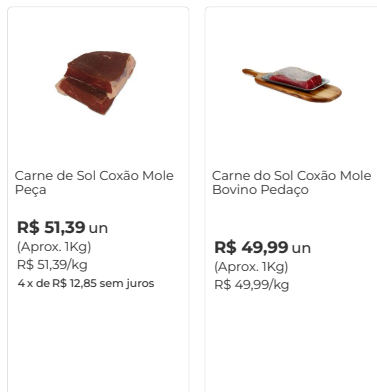 Carne de Sol Coxão Mole
Peça
R$ 51,39 un
(Aprox. 1Kg)
R$ 51,39/kg
4 x de R$ 12,85 sem juros
Carne do Sol Coxão Mole
Bovino Pedaço
R$ 49,99 un
(Aprox. 1Kg)
R$ 49,99/kg